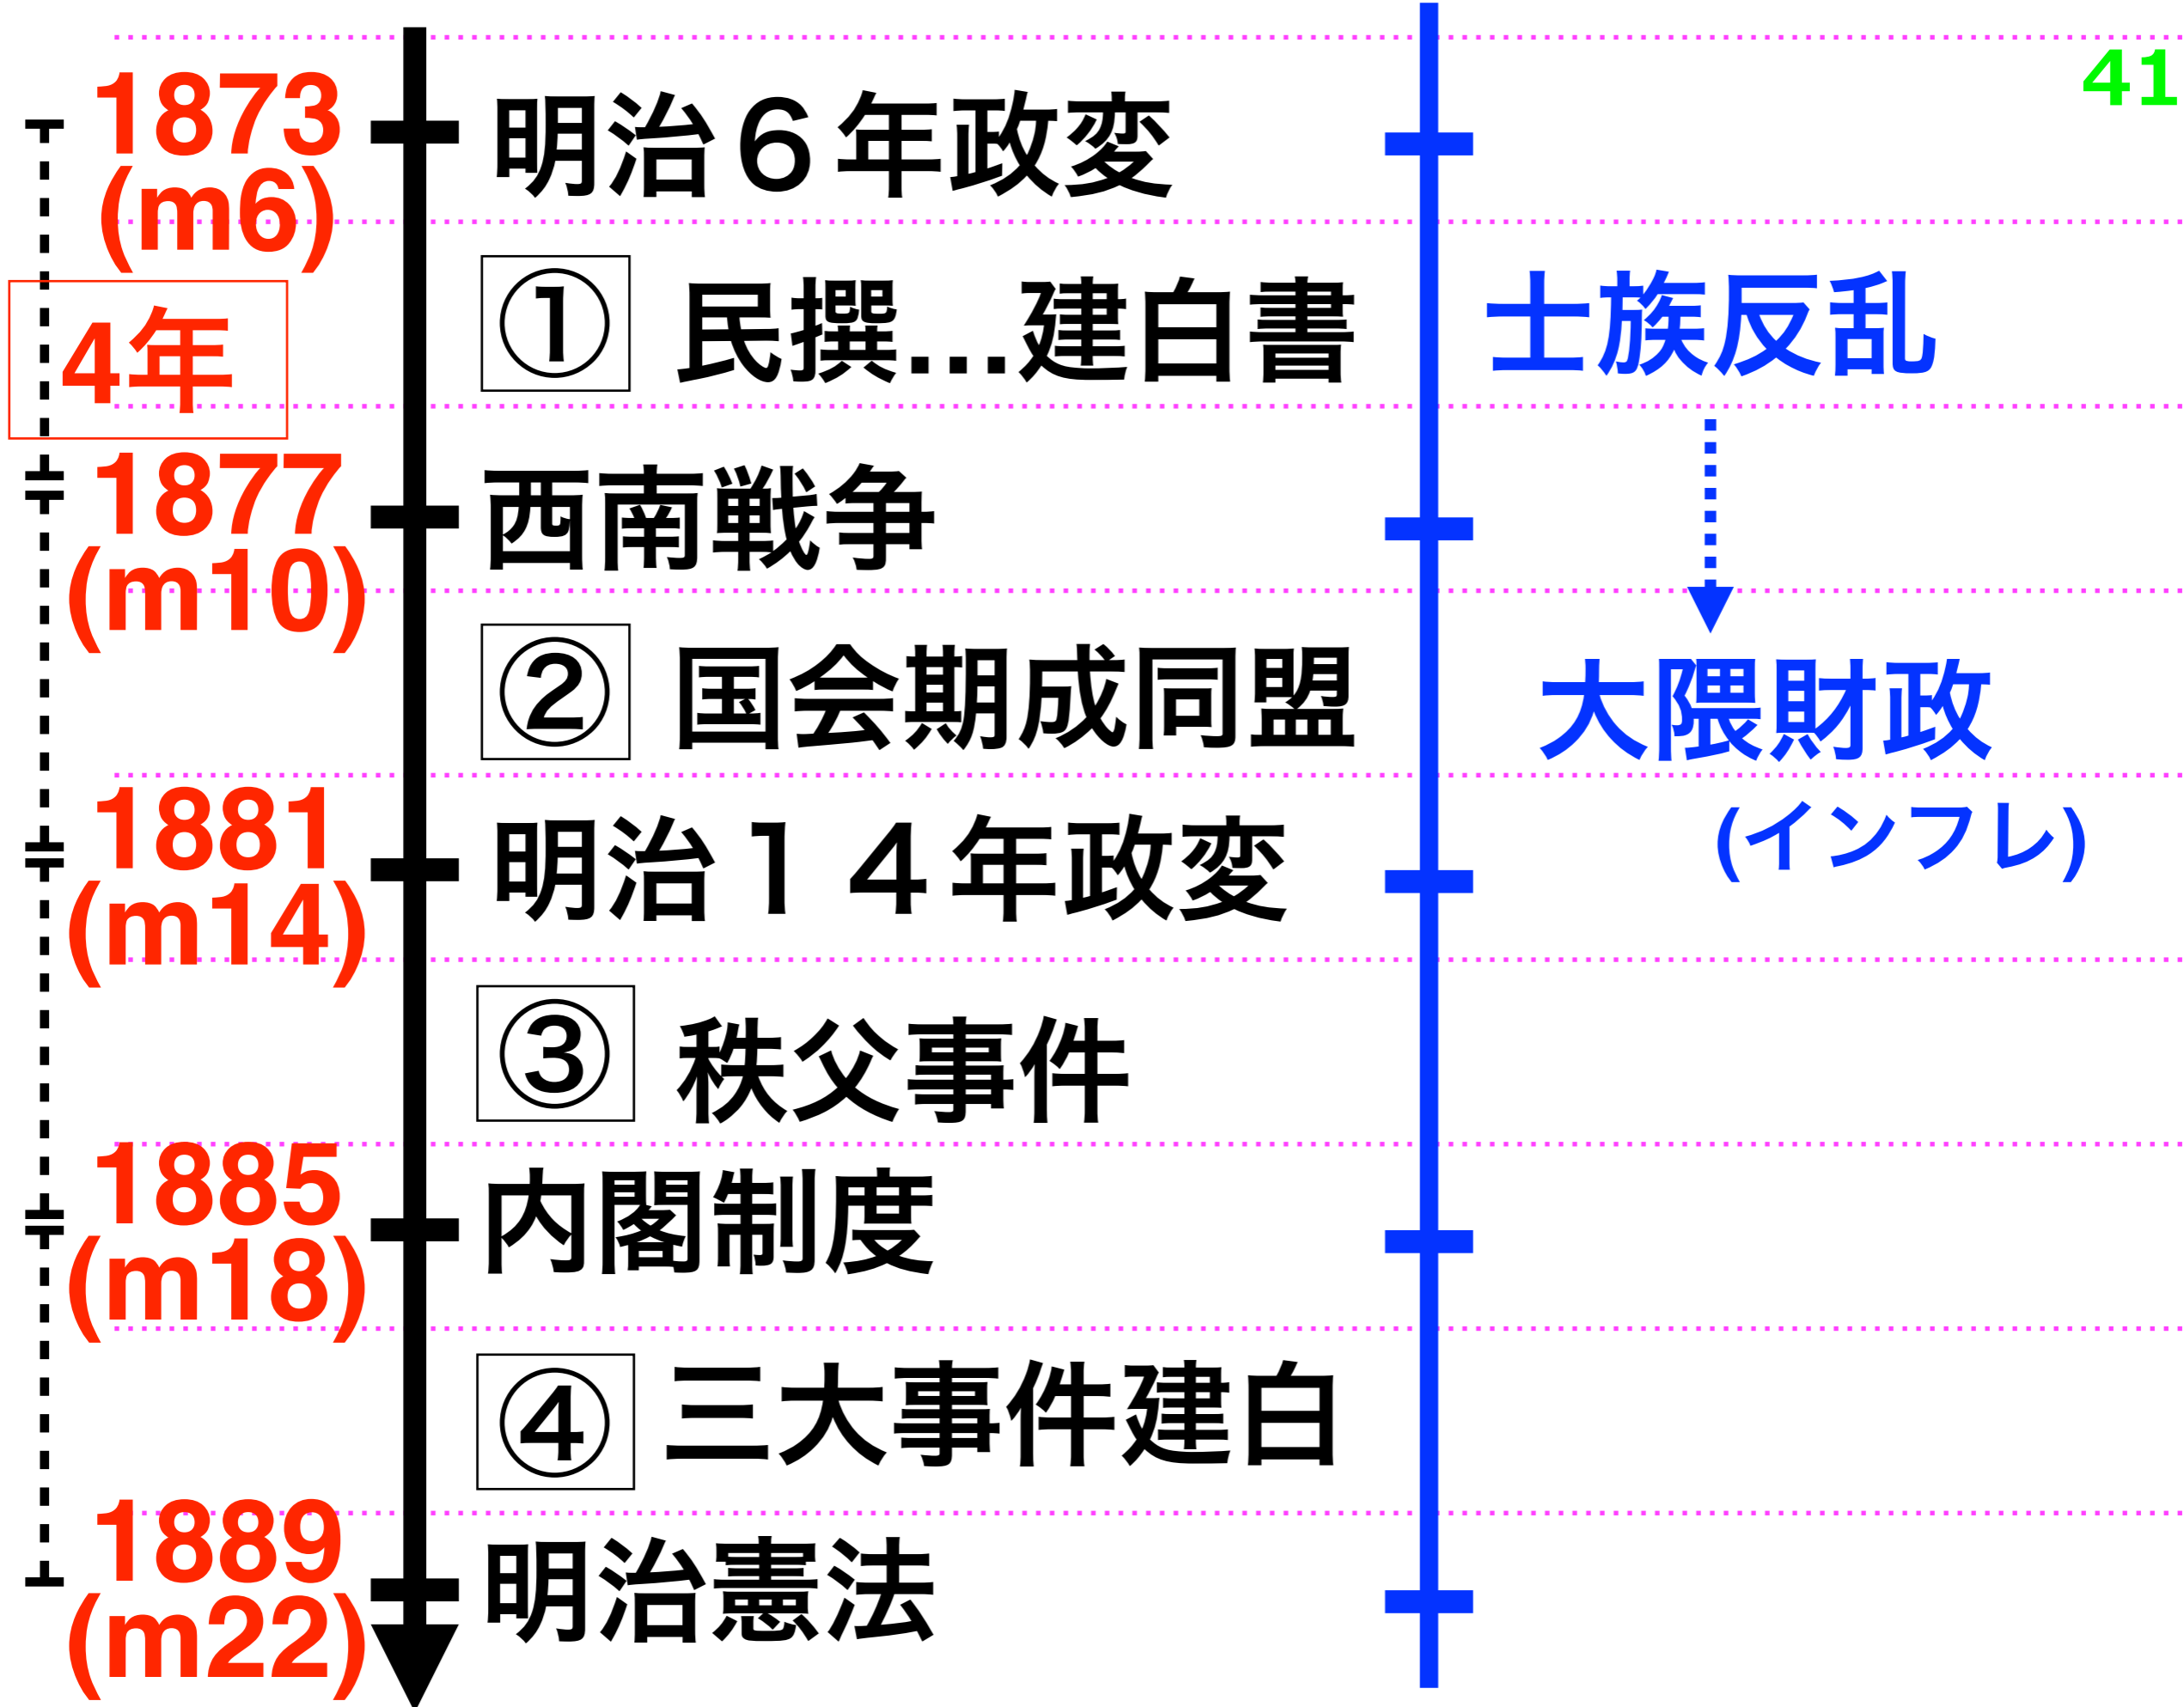 41
1873
(m6)
明治6年政変
4年
① 民撰…建白書
士族反乱
1877
(m10)
西南戦争
② 国会期成同盟
大隈財政
(インフレ)
1881
(m14)
明治14年政変
③ 秩父事件
1885
(m18)
内閣制度
④ 三大事件建白
1889
(m22)
明治憲法